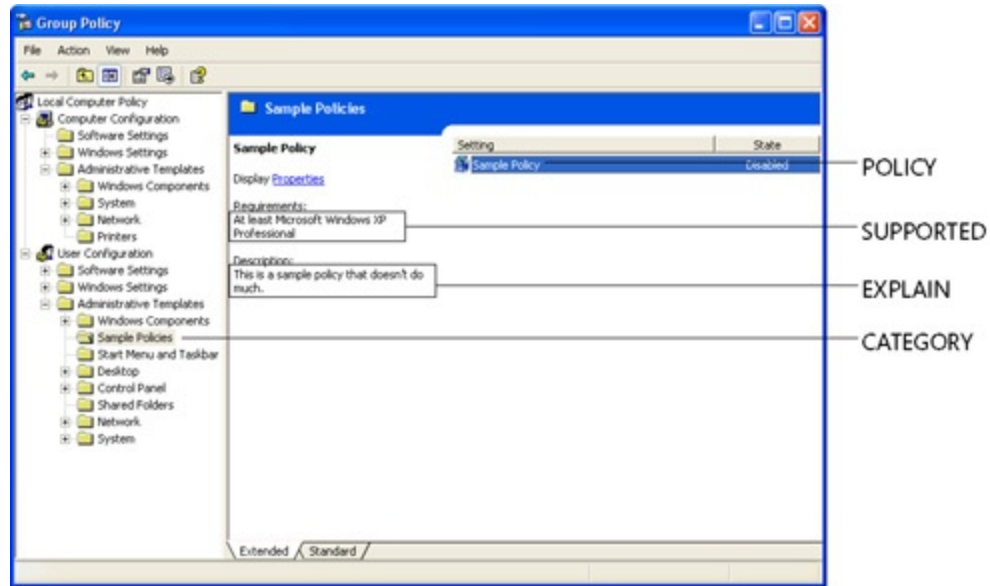 Group Policy
File Action View Help
Local Computer Policy
Computer Configuration
Software Settings
Windows Settings
Administrative Templates
Windows Components
System
Network
Printers
User Configuration
Software Settings
Windows Settings
Administrative Templates
Windows Components
Sample Policies
Start Menu and Taskbar
Desktop
Control Panel
Shared Folders
Network
System
Sample Policies
Sample Policy
Display Properties
Requirements:
At least Microsoft Windows XP
Professional
Description:
This is a sample policy that doesn't do
much.
Setting State
Sample Policy Disabled
Extended Standard
POLICY
SUPPORTED
EXPLAIN
CATEGORY